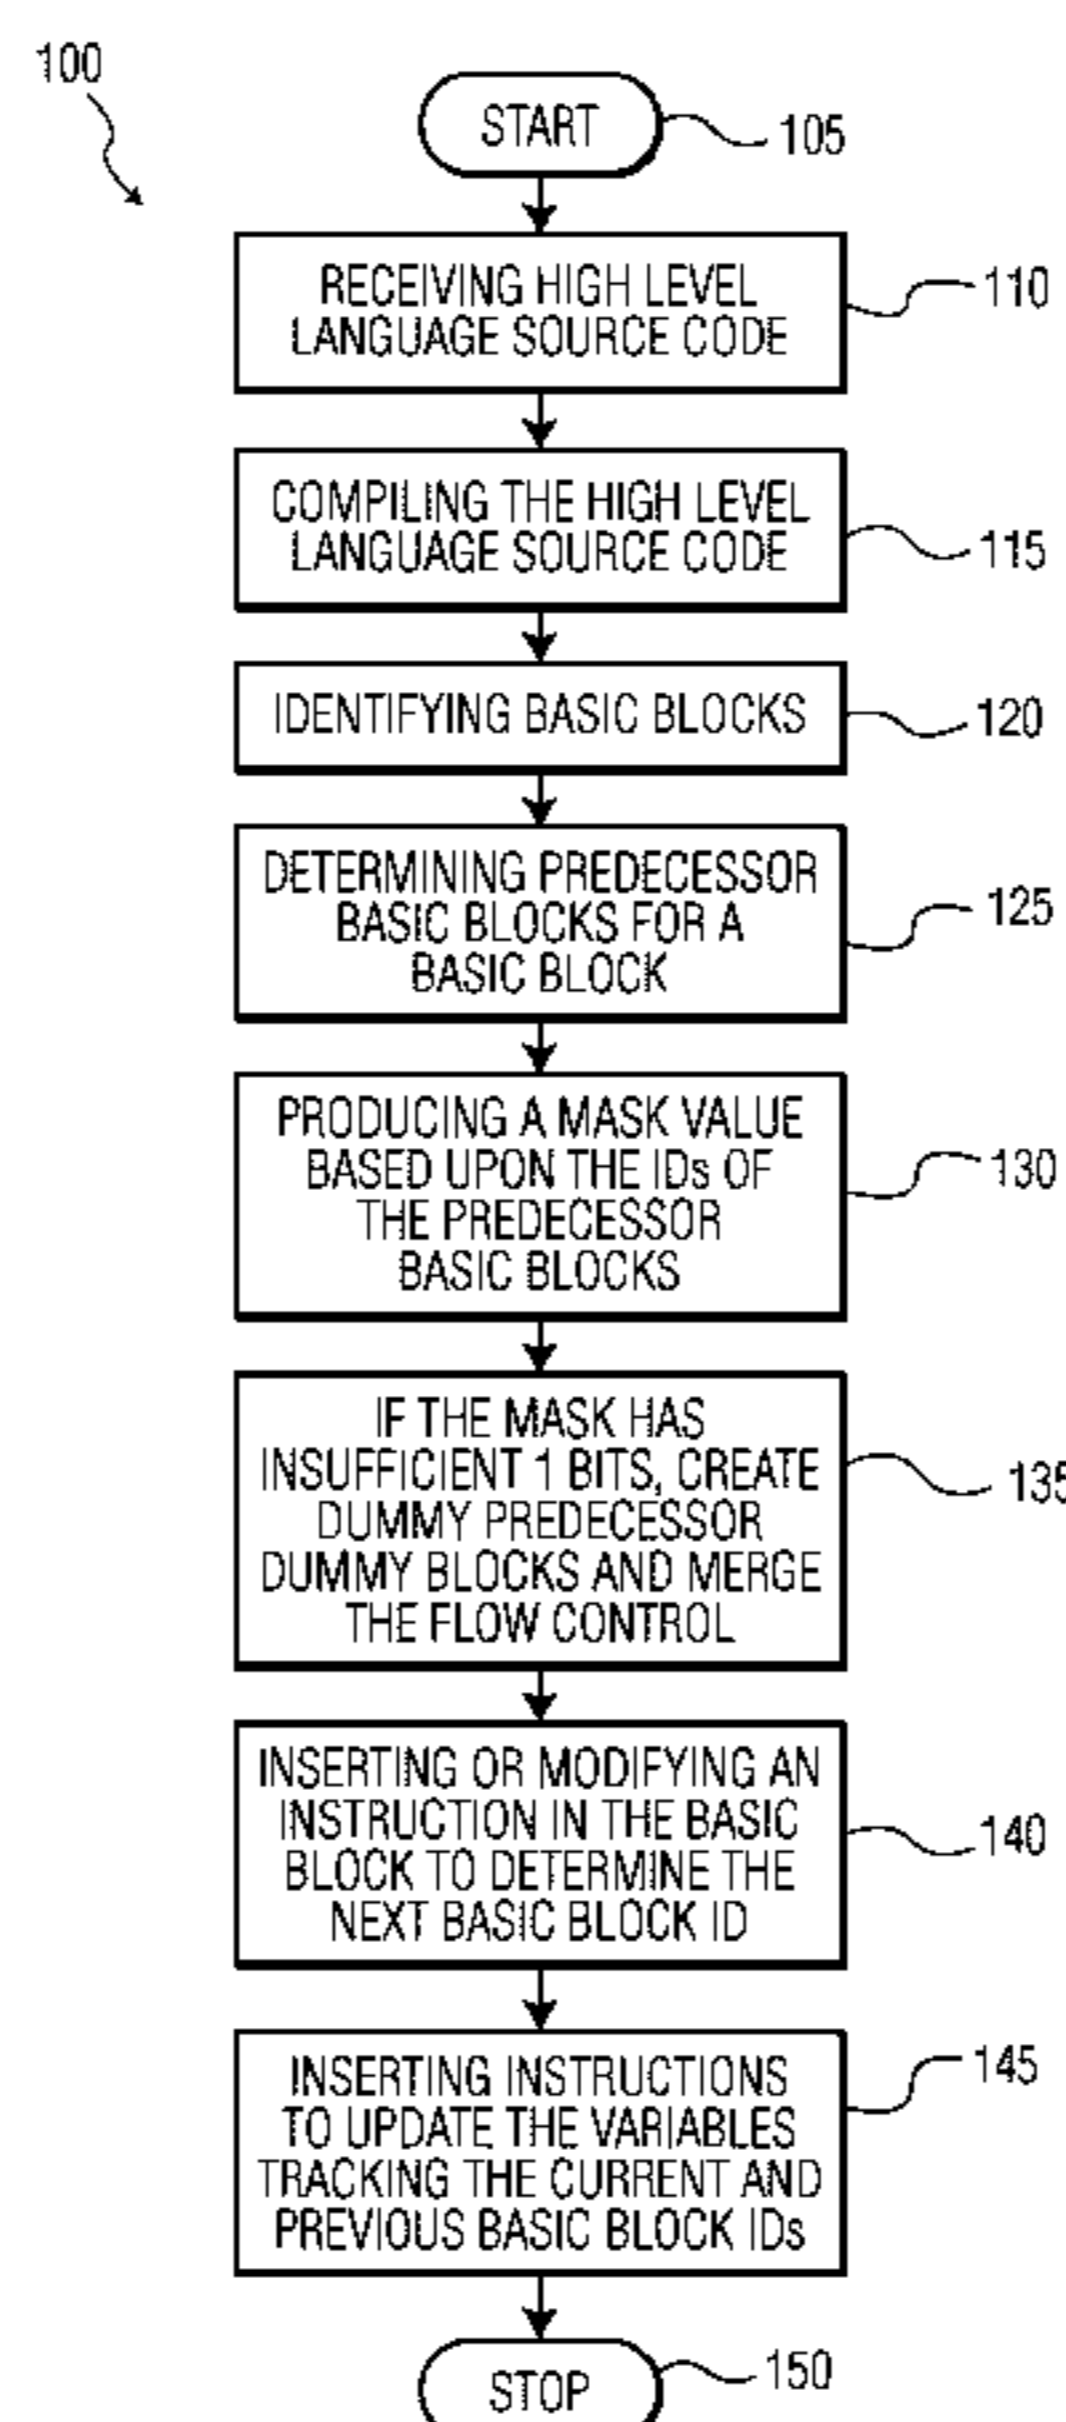 100
START
105
RECEIVING HIGH LEVEL
LANGUAGE SOURCE CODE
110
COMPILING THE HIGH LEVEL
LANGUAGE SOURCE CODE
115
IDENTIFYING BASIC BLOCKS
120
DETERMINING PREDECESSOR
BASIC BLOCKS FOR A
BASIC BLOCK
125
PRODUCING A MASK VALUE
BASED UPON THE IDs OF
THE PREDECESSOR
BASIC BLOCKS
130
IF THE MASK HAS
INSUFFICIENT 1 BITS, CREATE
DUMMY PREDECESSOR
DUMMY BLOCKS AND MERGE
THE FLOW CONTROL
135
INSERTING OR MODIFYING AN
INSTRUCTION IN THE BASIC
BLOCK TO DETERMINE THE
NEXT BASIC BLOCK ID
140
INSERTING INSTRUCTIONS
TO UPDATE THE VARIABLES
TRACKING THE CURRENT AND
PREVIOUS BASIC BLOCK IDs
145
STOP
150